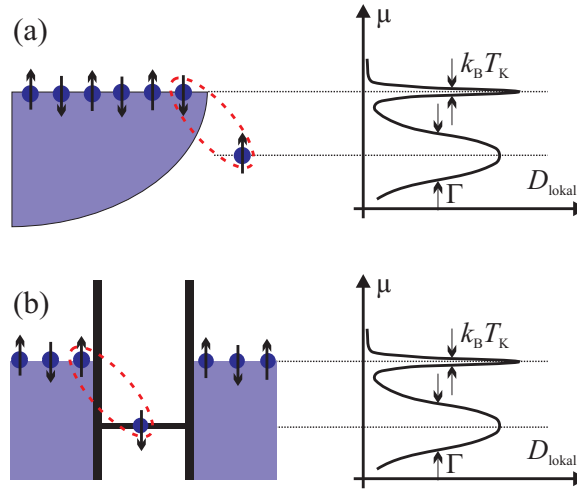 (a)
μ
k_B T_K
D_lokal
Γ
(b)
μ
k_B T_K
D_lokal
Γ